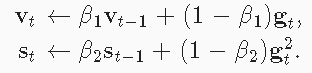 v_t ← β_1 v_{t−1} + (1 − β_1) g_t,
s_t ← β_2 s_{t−1} + (1 − β_2) g_t^2.